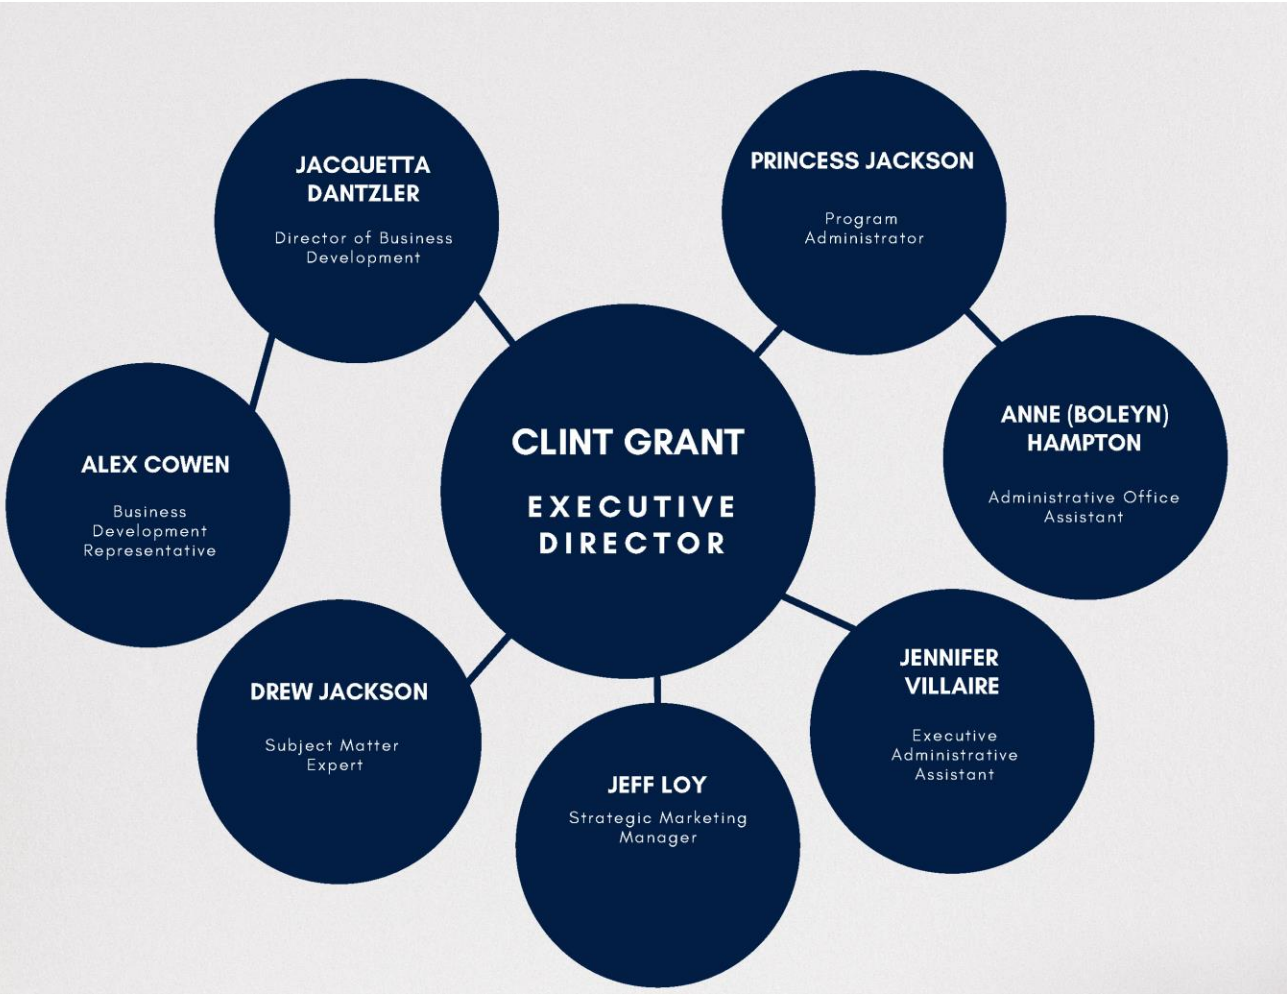 JACQUETTA
DANTZLER
Director of Business
Development
PRINCESS JACKSON
Program
Administrator
ALEX COWEN
Business
Development
Representative
CLINT GRANT
EXECUTIVE
DIRECTOR
ANNE (BOLEYN)
HAMPTON
Administrative Office
Assistant
DREW JACKSON
Subject Matter
Expert
JEFF LOY
Strategic Marketing
Manager
JENNIFER
VILLAIRE
Executive
Administrative
Assistant